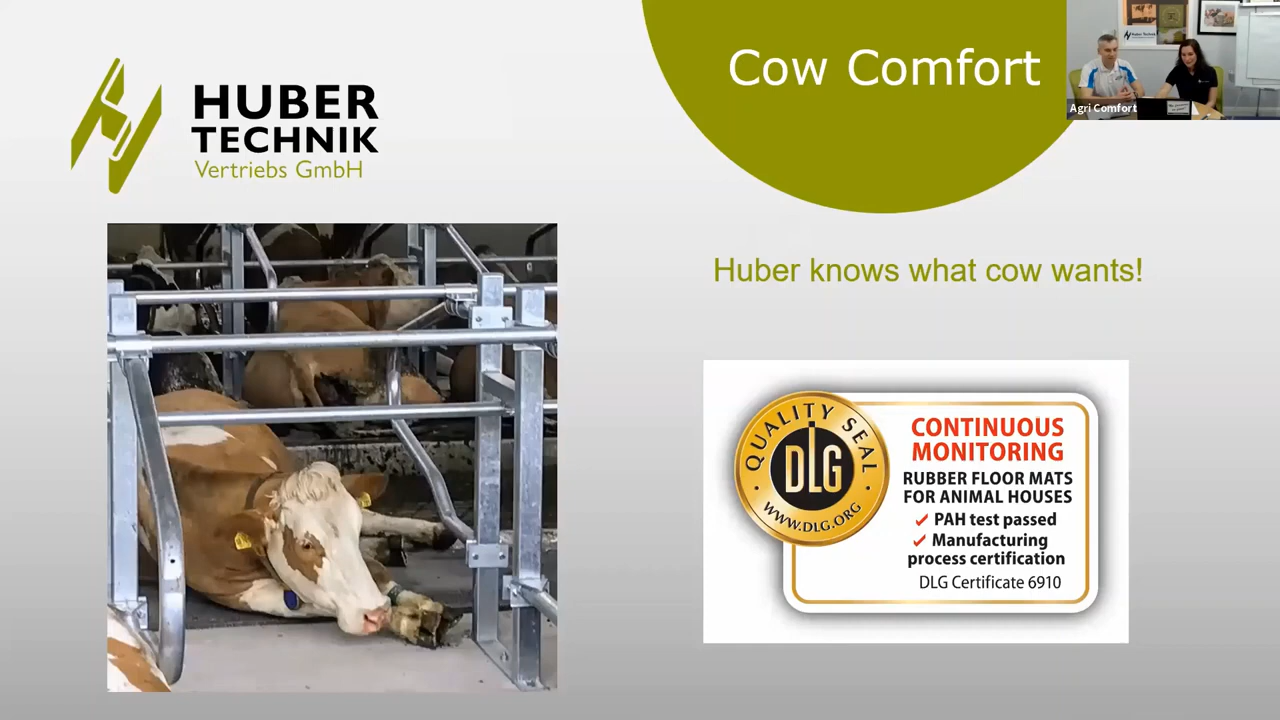 HUBER
TECHNIK
Vertriebs GmbH
Cow Comfort
Agri Comfort
Huber knows what cow wants!
QUALITY SEAL
DLG
WWW.DLG.ORG
CONTINUOUS
MONITORING
RUBBER FLOOR MATS
FOR ANIMAL HOUSES
✓ PAH test passed
✓ Manufacturing
process certification
DLG Certificate 6910